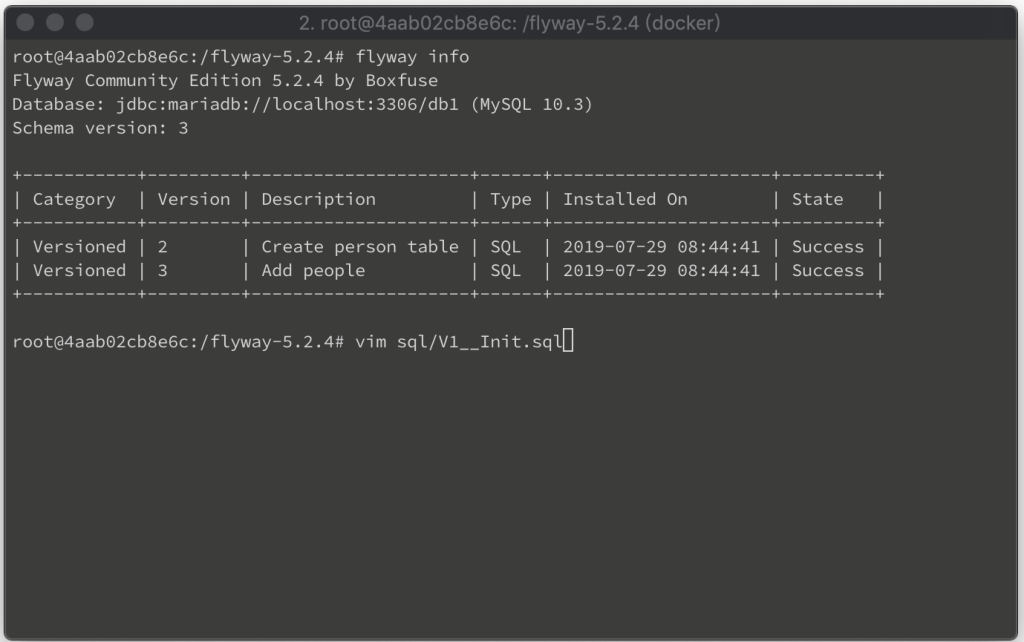 2. root@4aab02cb8e6c: /flyway-5.2.4 (docker)
root@4aab02cb8e6c:/flyway-5.2.4# flyway info
Flyway Community Edition 5.2.4 by Boxfuse
Database: jdbc:mariadb://localhost:3306/db1 (MySQL 10.3)
Schema version: 3
+-----------+---------+---------------------+------+---------------------+---------+
| Category  | Version | Description         | Type | Installed On        | State   |
+-----------+---------+---------------------+------+---------------------+---------+
| Versioned | 2       | Create person table | SQL  | 2019-07-29 08:44:41 | Success |
| Versioned | 3       | Add people          | SQL  | 2019-07-29 08:44:41 | Success |
+-----------+---------+---------------------+------+---------------------+---------+
root@4aab02cb8e6c:/flyway-5.2.4# vim sql/V1__Init.sql